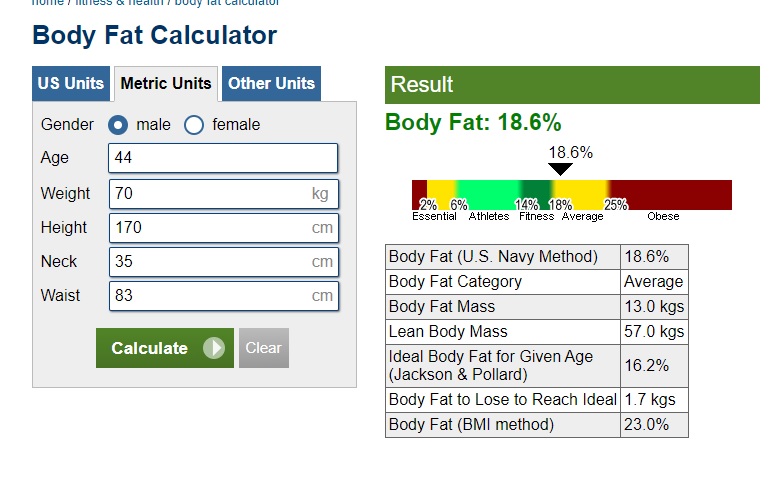 home / fitness & health / body fat calculator
Body Fat Calculator
US Units Metric Units Other Units
Gender male female
Age 44
Weight 70 kg
Height 170 cm
Neck 35 cm
Waist 83 cm
Calculate Clear
Result
Body Fat: 18.6%
18.6%
2% 6% 14% 18% 25%
Essential Athletes Fitness Average Obese
Body Fat (U.S. Navy Method) 18.6%
Body Fat Category Average
Body Fat Mass 13.0 kgs
Lean Body Mass 57.0 kgs
Ideal Body Fat for Given Age
(Jackson & Pollard) 16.2%
Body Fat to Lose to Reach Ideal 1.7 kgs
Body Fat (BMI method) 23.0%